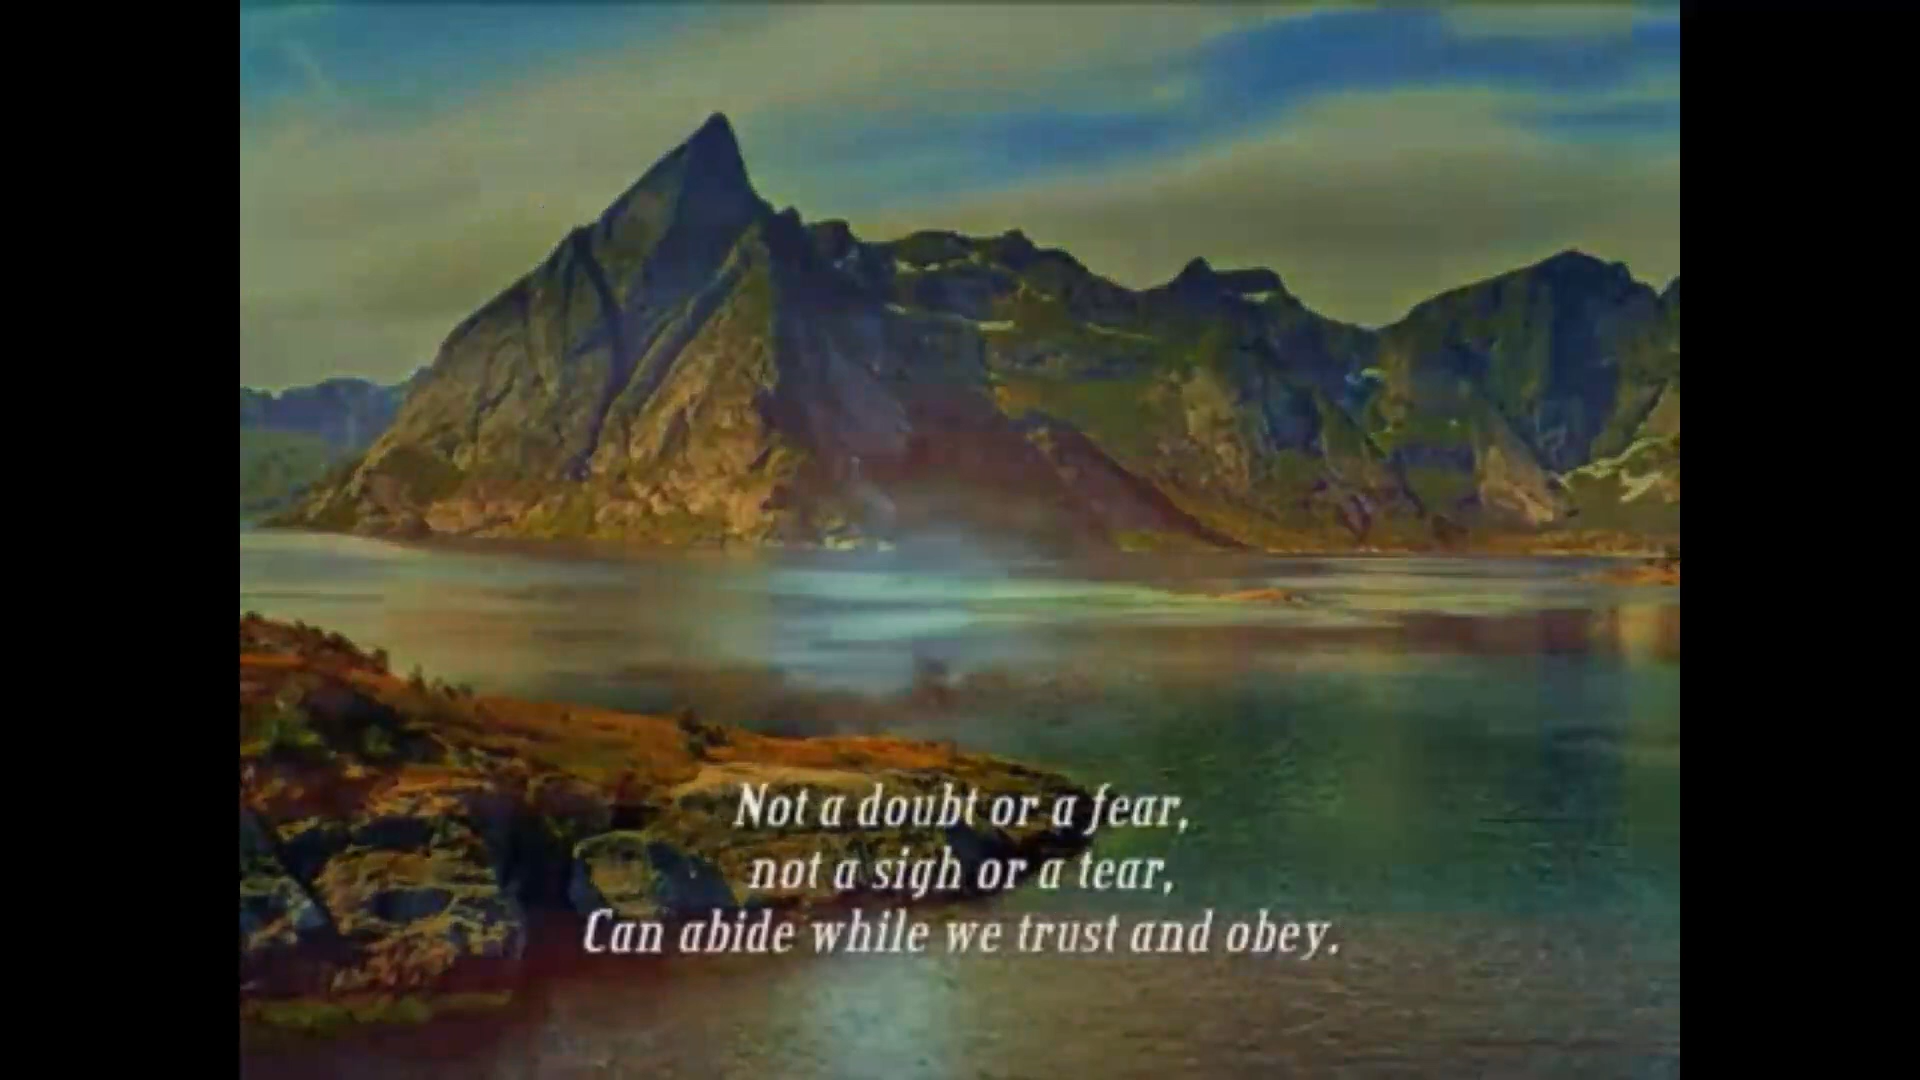 Not a doubt or a fear,
not a sigh or a tear,
Can abide while we trust and obey.